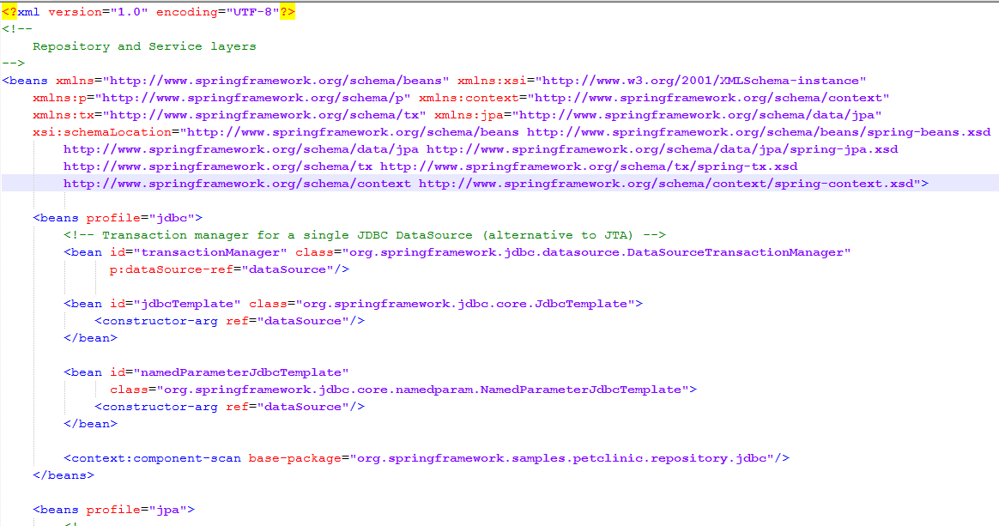 <?xml version="1.0" encoding="UTF-8"?>
<!--
Repository and Service layers
-->
<beans xmlns="http://www.springframework.org/schema/beans" xmlns:xsi="http://www.w3.org/2001/XMLSchema-instance"
xmlns:p="http://www.springframework.org/schema/p" xmlns:context="http://www.springframework.org/schema/context"
xmlns:tx="http://www.springframework.org/schema/tx" xmlns:jpa="http://www.springframework.org/schema/data/jpa"
xsi:schemaLocation="http://www.springframework.org/schema/beans http://www.springframework.org/schema/beans/spring-beans.xsd
http://www.springframework.org/schema/data/jpa http://www.springframework.org/schema/data/jpa/spring-jpa.xsd
http://www.springframework.org/schema/tx http://www.springframework.org/schema/tx/spring-tx.xsd
http://www.springframework.org/schema/context http://www.springframework.org/schema/context/spring-context.xsd">
<beans profile="jdbc">
<!-- Transaction manager for a single JDBC DataSource (alternative to JTA) -->
<bean id="transactionManager" class="org.springframework.jdbc.datasource.DataSourceTransactionManager"
p:dataSource-ref="dataSource"/>
<bean id="jdbcTemplate" class="org.springframework.jdbc.core.JdbcTemplate">
<constructor-arg ref="dataSource"/>
</bean>
<bean id="namedParameterJdbcTemplate"
class="org.springframework.jdbc.core.namedparam.NamedParameterJdbcTemplate">
<constructor-arg ref="dataSource"/>
</bean>
<context:component-scan base-package="org.springframework.samples.petclinic.repository.jdbc"/>
</beans>
<beans profile="jpa">